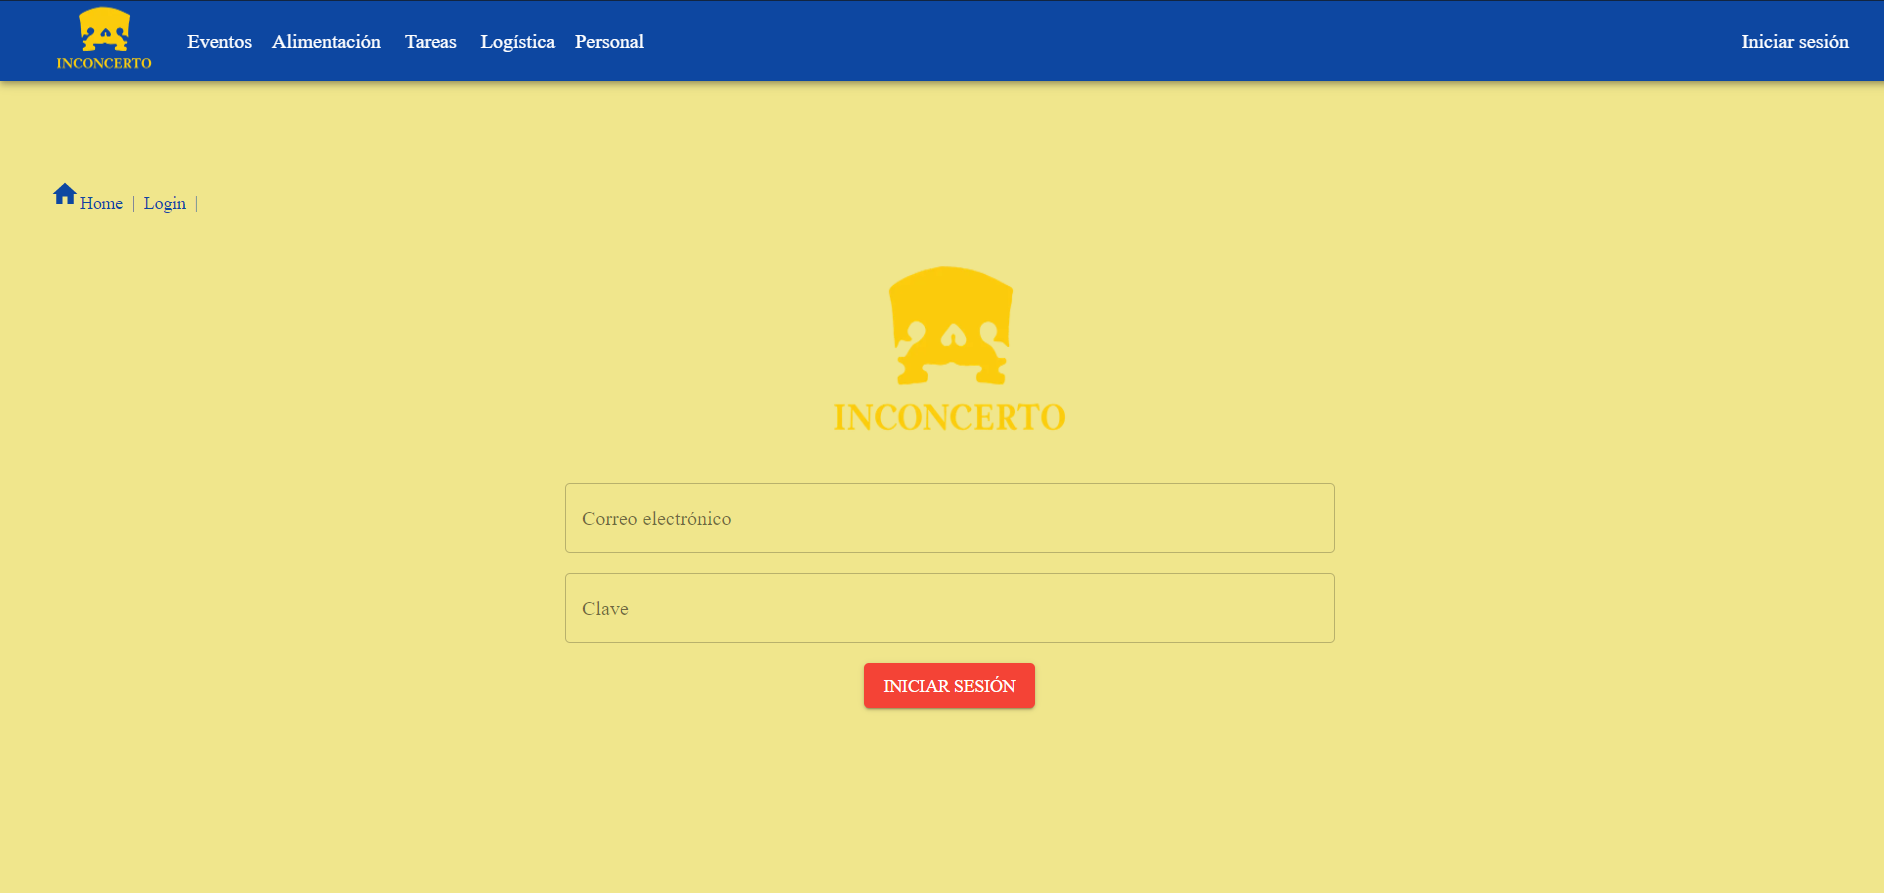 INCONCERTO
Eventos Alimentación Tareas Logística Personal Iniciar sesión
Home | Login |
INCONCERTO
Correo electrónico
Clave
INICIAR SESIÓN